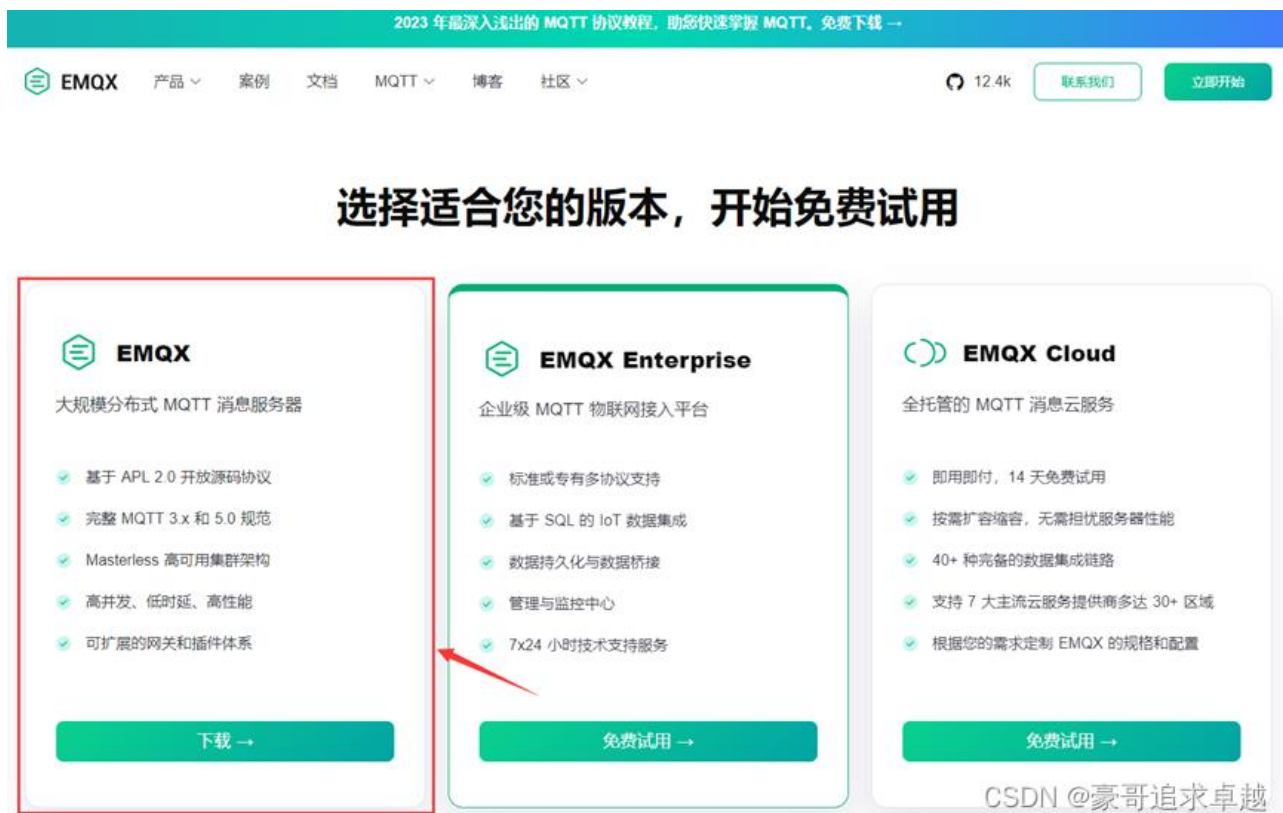 2023 年最深入浅出的 MQTT 协议教程，助您快速掌握 MQTT。免费下载 →
EMQX 产品 案例 文档 MQTT 博客 社区 12.4k 联系我们 立即开始
选择适合您的版本，开始免费试用
EMQX
大规模分布式 MQTT 消息服务器
基于 APL 2.0 开放源码协议
完整 MQTT 3.x 和 5.0 规范
Masterless 高可用集群架构
高并发、低时延、高性能
可扩展的网关和插件体系
下载 →
EMQX Enterprise
企业级 MQTT 物联网接入平台
标准或专有多协议支持
基于 SQL 的 IoT 数据集成
数据持久化与数据桥接
管理与监控中心
7x24 小时技术支持服务
免费试用 →
EMQX Cloud
全托管的 MQTT 消息云服务
即用即付，14 天免费试用
按需扩容缩容，无需担忧服务器性能
40+ 种完备的数据集成链路
支持 7 大主流云服务提供商多达 30+ 区域
根据您的需求定制 EMQX 的规格和配置
免费试用 →
CSDN @豪哥追求卓越